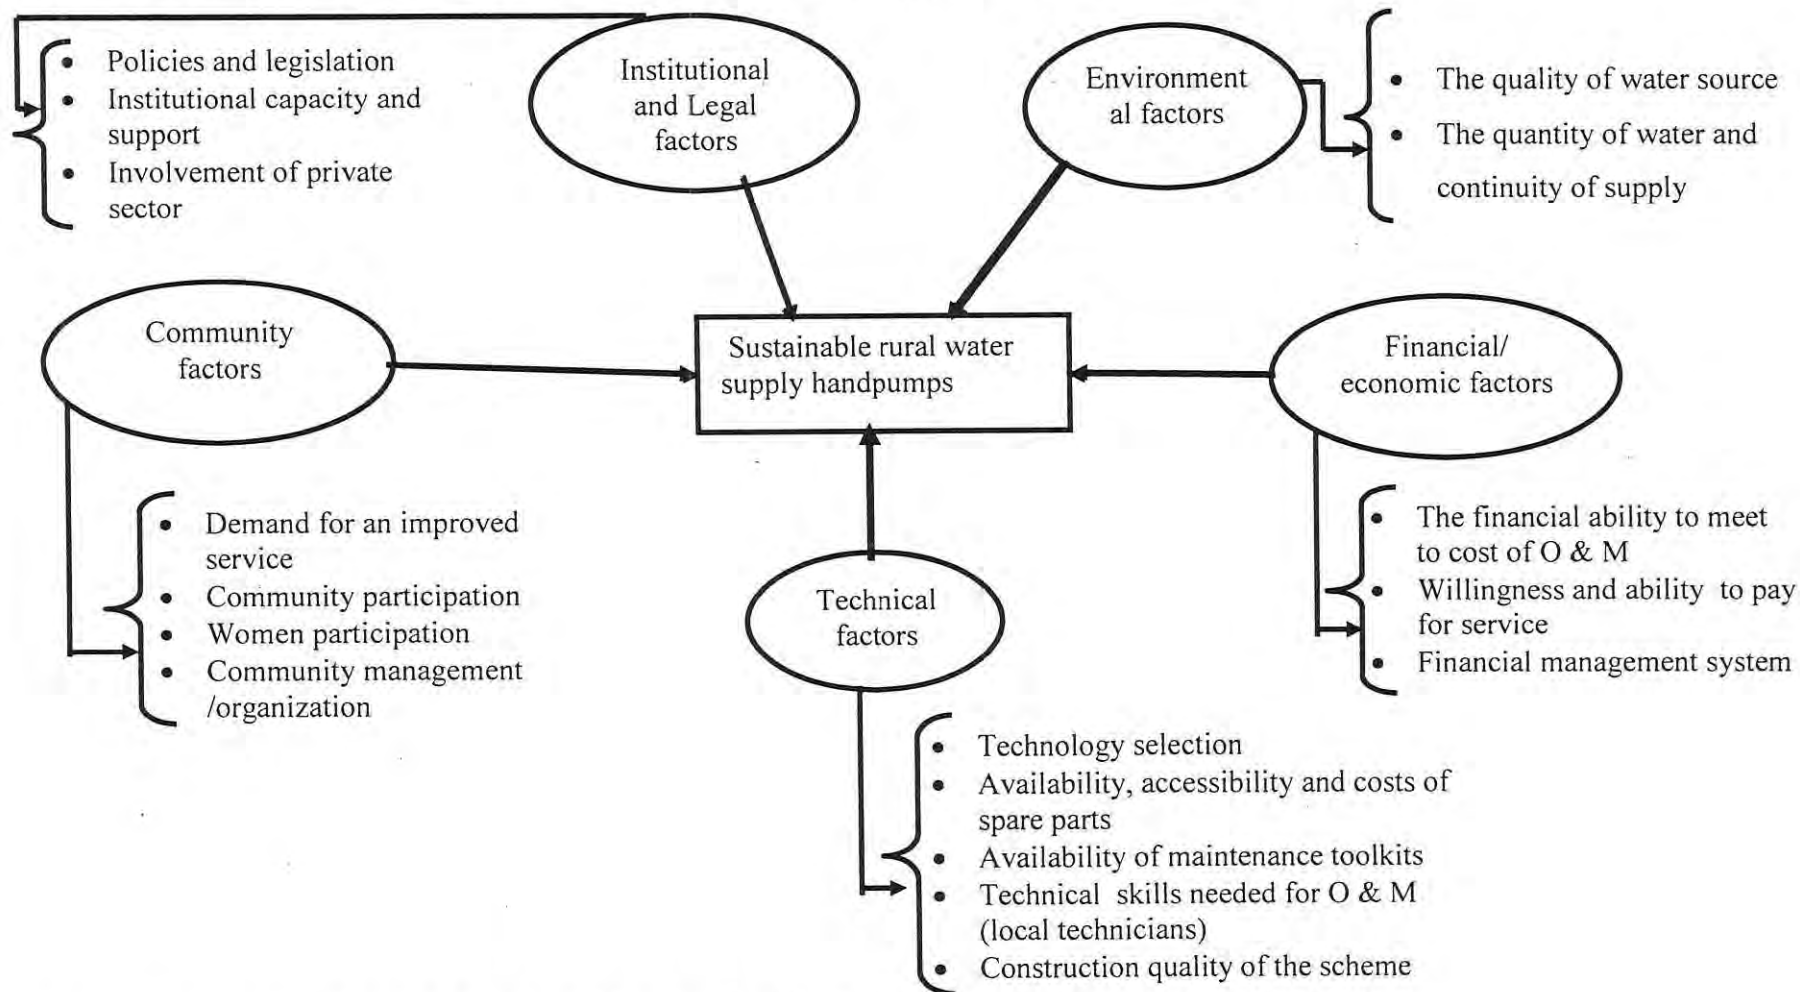 Institutional
and Legal
factors
• Policies and legislation
• Institutional capacity and
support
• Involvement of private
sector
Environment
al factors
• The quality of water source
• The quantity of water and
continuity of supply
Community
factors
Sustainable rural water
supply handpumps
Financial/
economic factors
• Demand for an improved
service
• Community participation
• Women participation
• Community management
/organization
Technical
factors
• The financial ability to meet
to cost of O & M
• Willingness and ability to pay
for service
• Financial management system
• Technology selection
• Availability, accessibility and costs of
spare parts
• Availability of maintenance toolkits
• Technical skills needed for O & M
(local technicians)
• Construction quality of the scheme